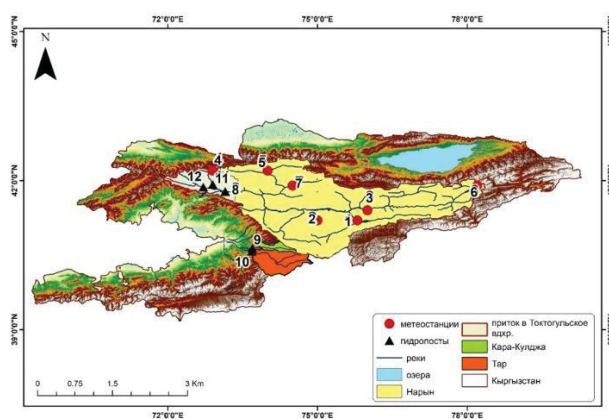 72°0'0"E 75°0'0"E 78°0'0"E
45°0'0"N
N
4
5
12
11
7
42°0'0"N
8
6
3
2
1
9
10
39°0'0"N
метеостанции
гидропосты
реки
озера
Нарын
приток в Токтогульское
вдхр.
Кара-Кулджа
Тар
Кыргызстан
0 0.75 1.5 3 Km
72°0'0"E 75°0'0"E 78°0'0"E